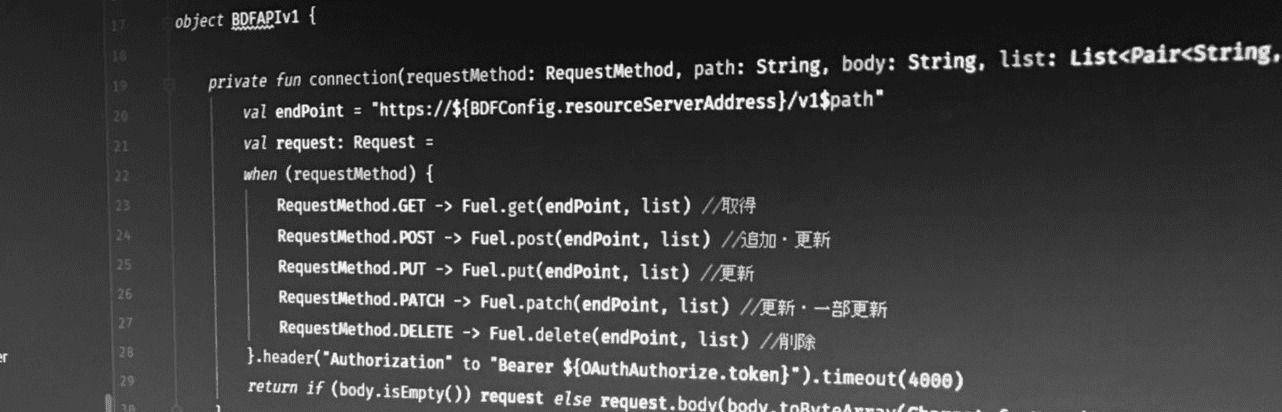 17 object BDFAPIv1 {
18
19 private fun connection(requestMethod: RequestMethod, path: String, body: String, list: List<Pair<String,
20 val endPoint = "https://${BDFConfig.resourceServerAddress}/v1$path"
21 val request: Request =
22 when (requestMethod) {
23 RequestMethod.GET -> Fuel.get(endPoint, list) //取得
24 RequestMethod.POST -> Fuel.post(endPoint, list) //追加・更新
25 RequestMethod.PUT -> Fuel.put(endPoint, list) //更新
26 RequestMethod.PATCH -> Fuel.patch(endPoint, list) //更新・一部更新
27 RequestMethod.DELETE -> Fuel.delete(endPoint, list) //削除
28 }.header("Authorization" to "Bearer ${OAuthAuthorize.token}").timeout(4000)
29 return if (body.isEmpty()) request else request.body(body.toByteArray(
30 }
er